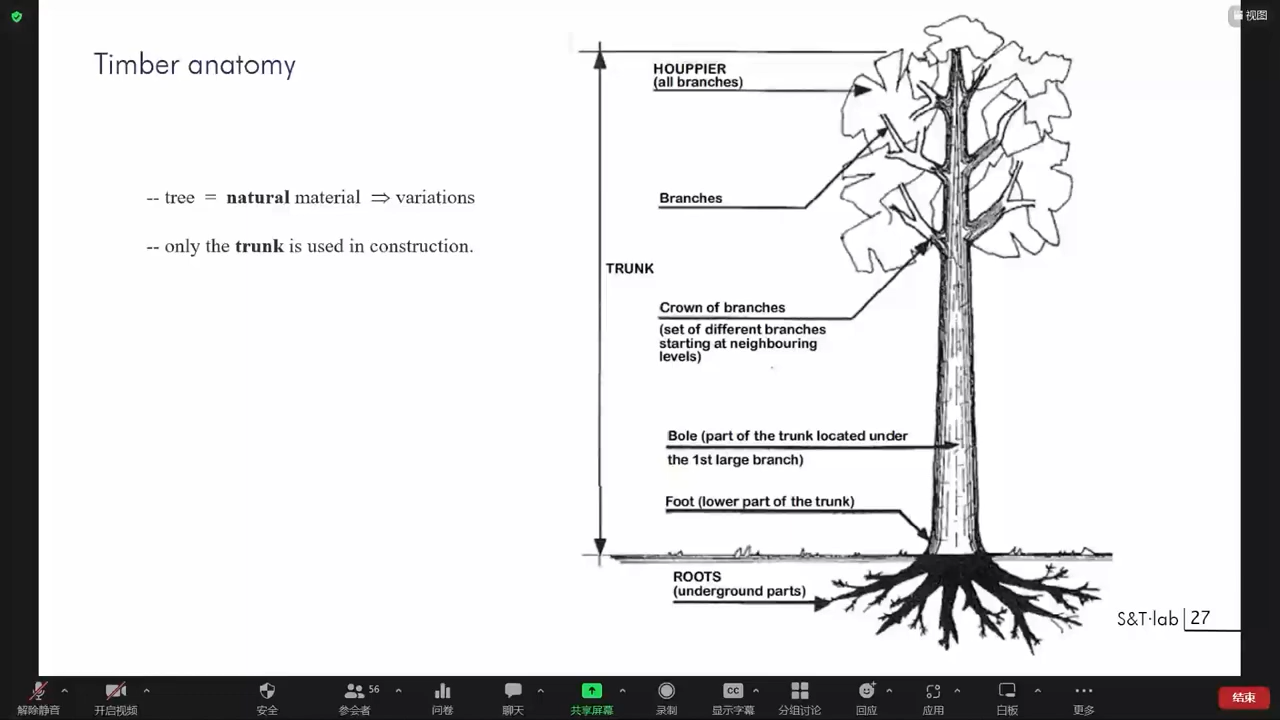 视图
Timber anatomy
-- tree = natural material ⇒ variations
-- only the trunk is used in construction.
HOUPPIER
(all branches)
Branches
TRUNK
Crown of branches
(set of different branches
starting at neighbouring
levels)
Bole (part of the trunk located under
the 1st large branch)
Foot (lower part of the trunk)
ROOTS
(underground parts)
S&T·lab 27
解除静音
开启视频
安全
56
参会者
问卷
聊天
共享屏幕
录制
CC
显示字幕
分组讨论
回应
应用
白板
更多
结束